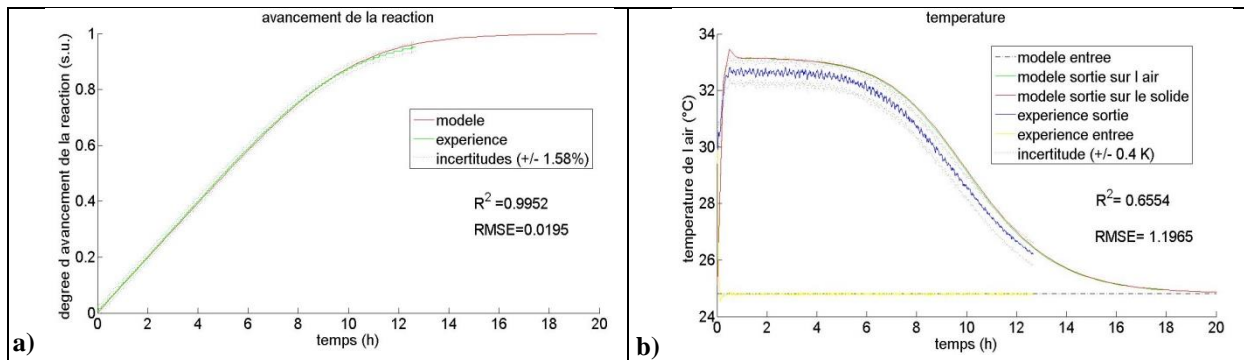 avancement de la reaction
degre d avancement de la reaction (s.u.)
1
0.8
0.6
0.4
0.2
0
modele
experience
incertitudes (+/- 1.58%)
R2 =0.9952
RMSE=0.0195
0 2 4 6 8 10 12 14 16 18 20
temps (h)
a)
temperature
temperature de l air (°C)
34
32
30
28
26
24
modele entree
modele sortie sur l air
modele sortie sur le solide
experience sortie
experience entree
incertitude (+/- 0.4 K)
R2= 0.6554
RMSE= 1.1965
0 2 4 6 8 10 12 14 16 18 20
temps (h)
b)